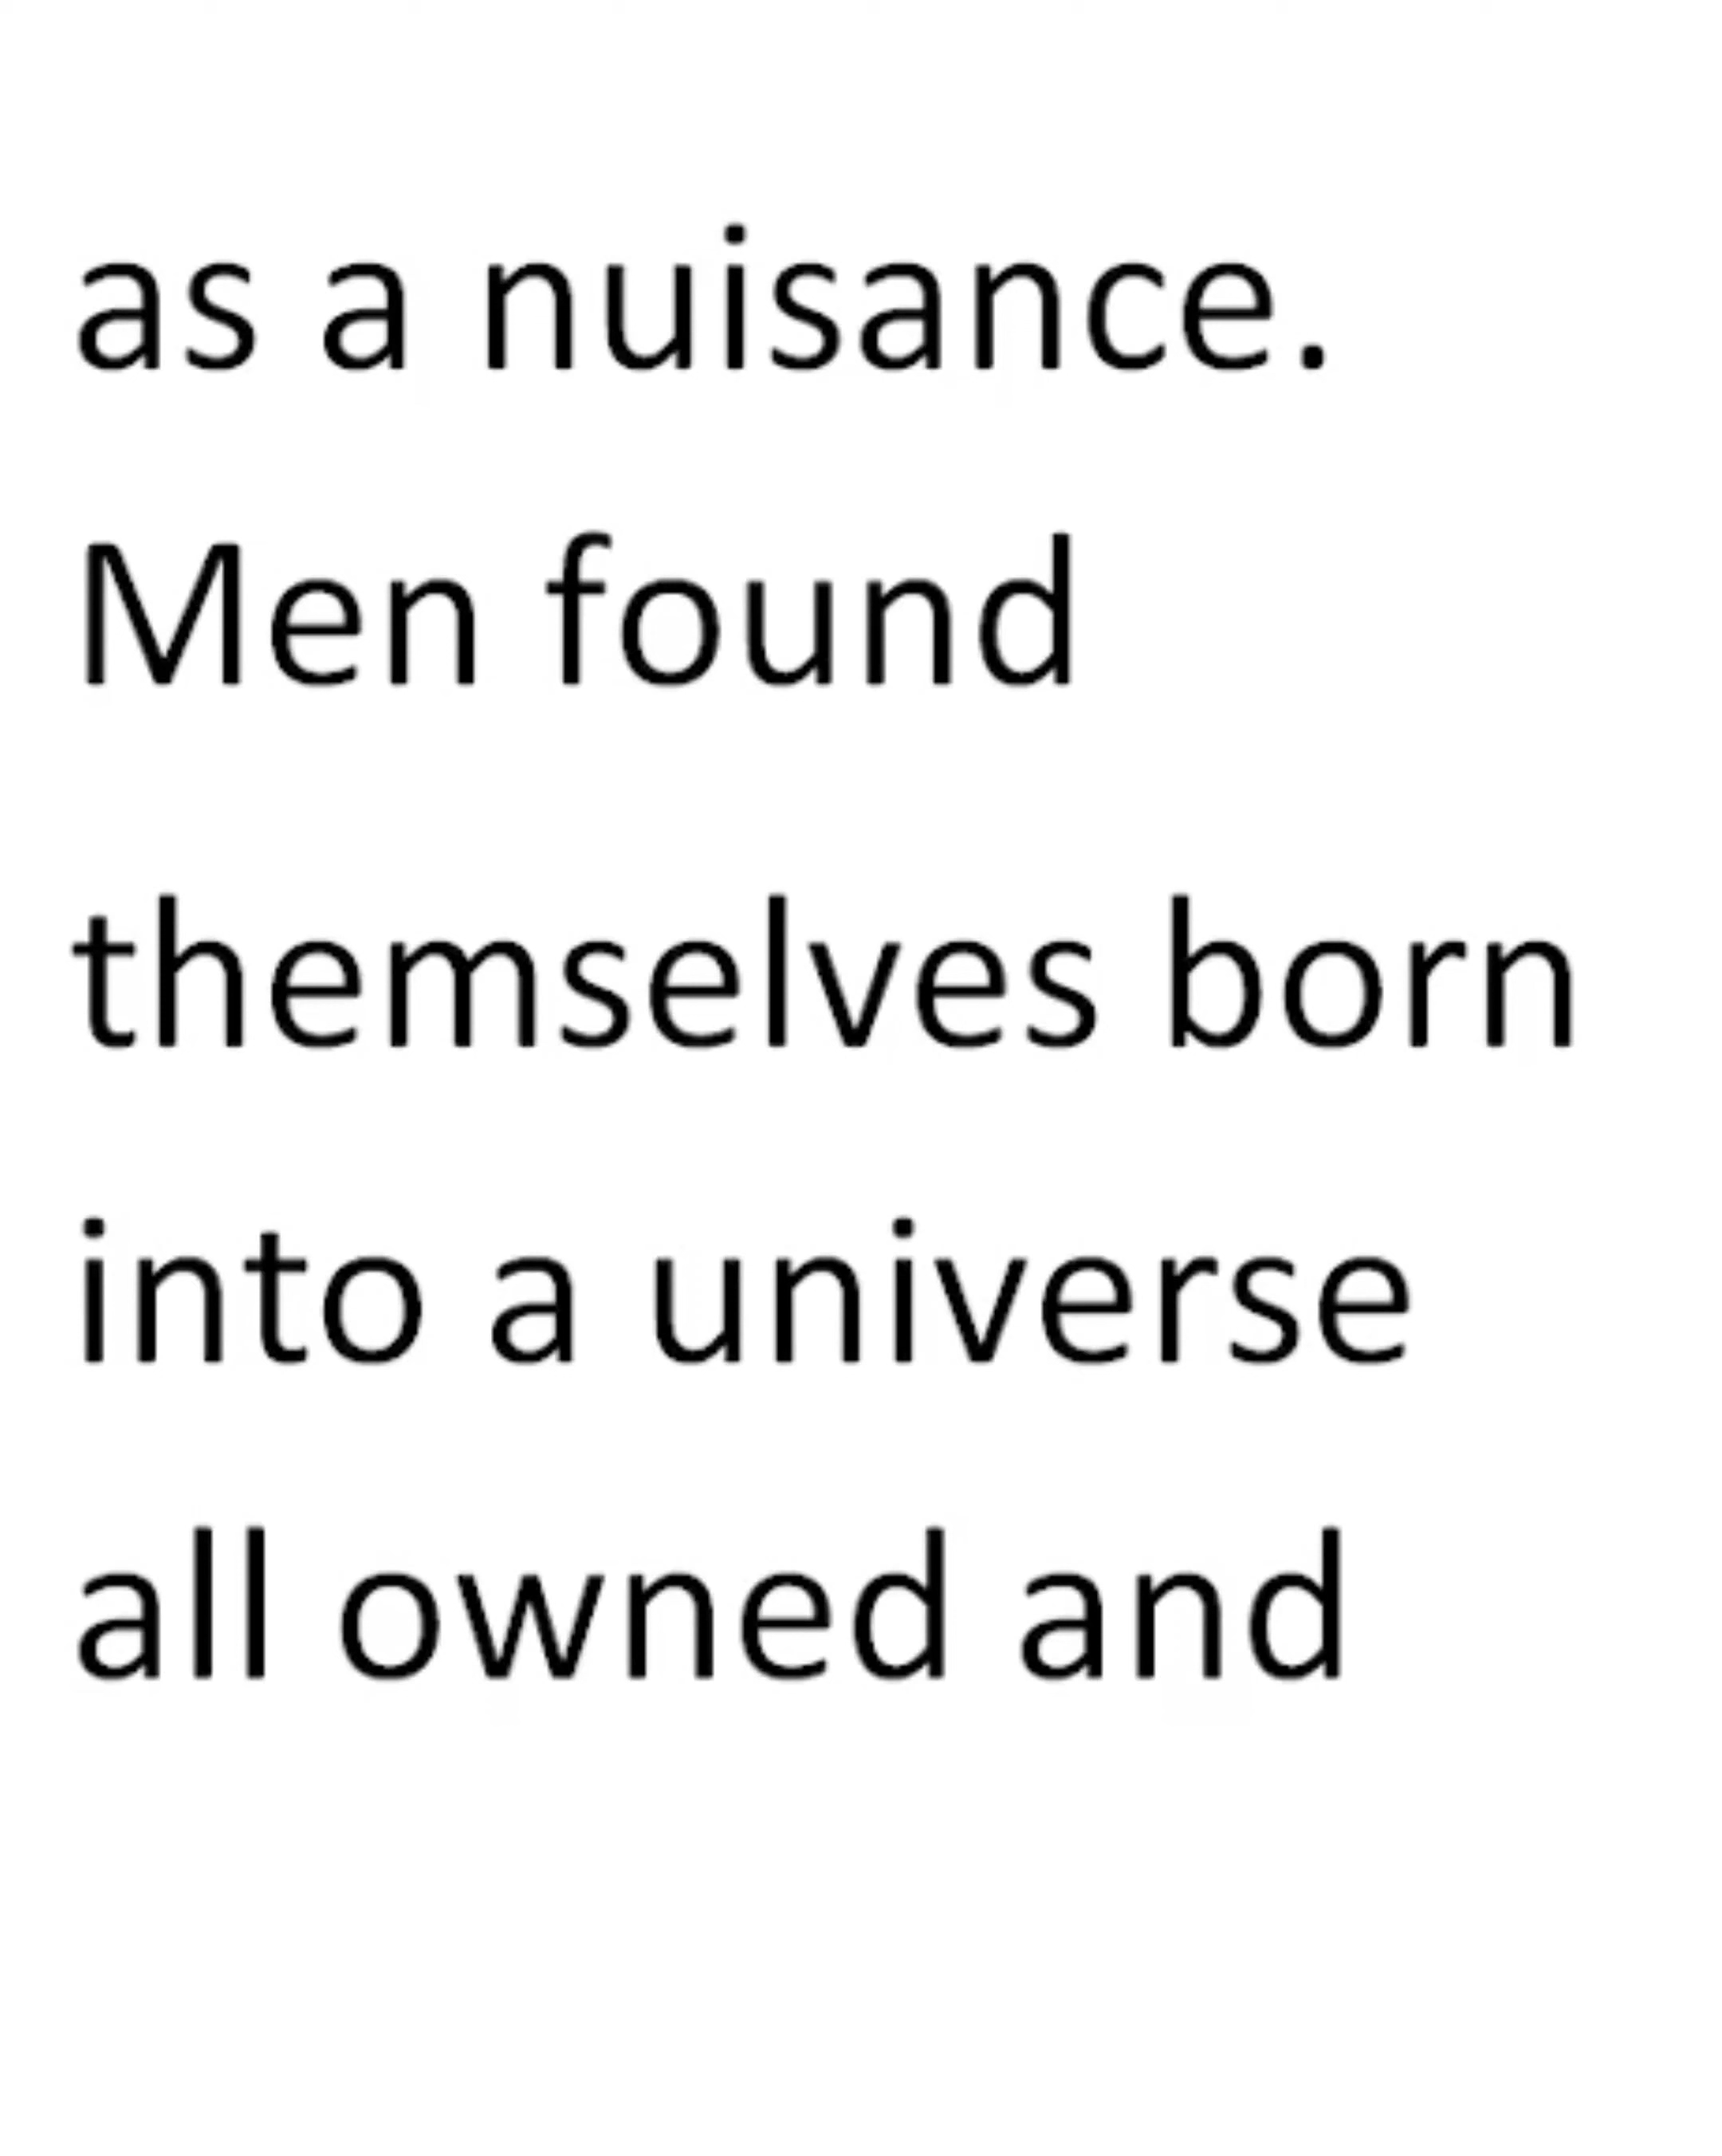 as a nuisance.
Men found
themselves born
into a universe
all owned and